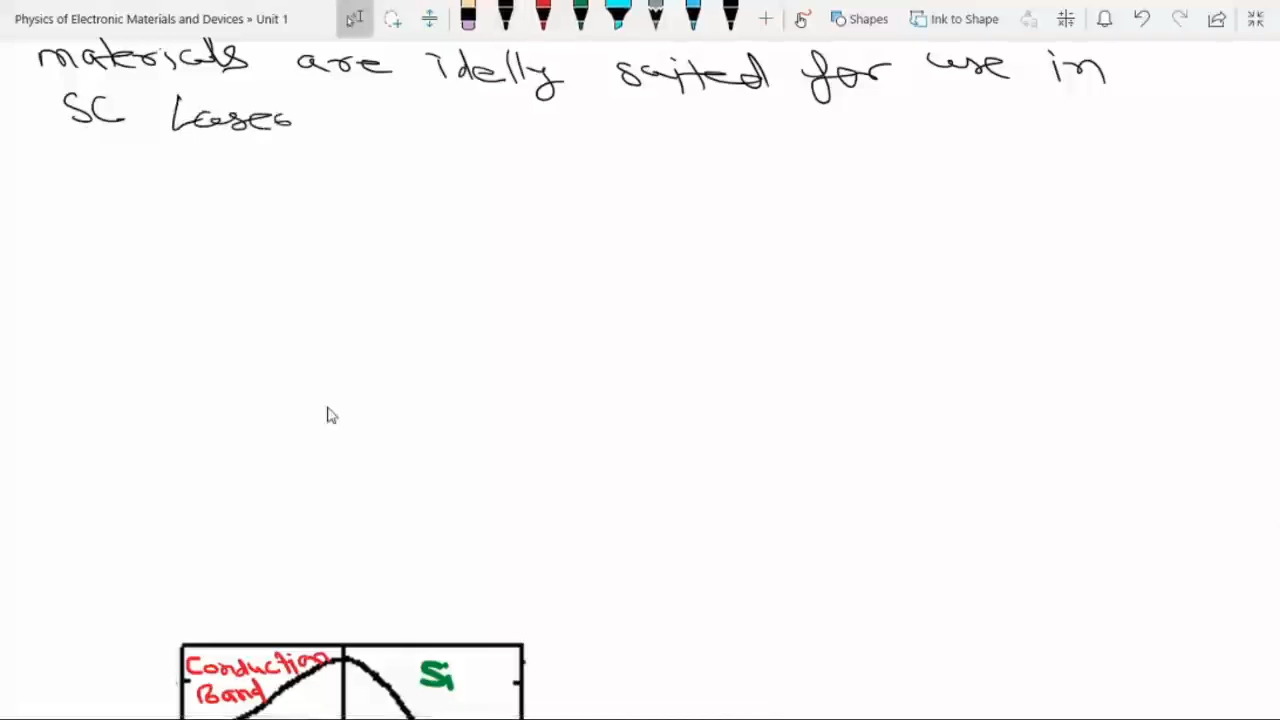 Physics of Electronic Materials and Devices » Unit 1
Shapes
Ink to Shape
materials are idelly suited for use in
SC Lases
Conduction
Band
Si